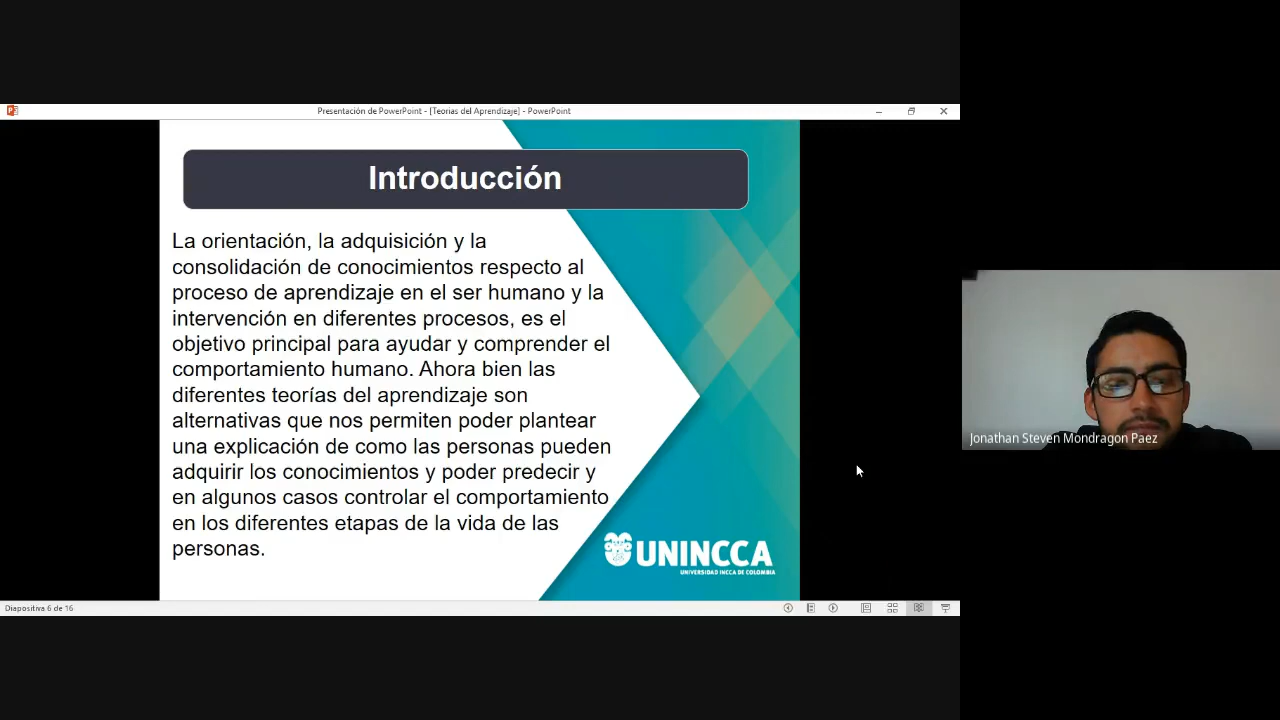 Presentación de PowerPoint - [Teorias del Aprendizaje] - PowerPoint
Introducción
La orientación, la adquisición y la
consolidación de conocimientos respecto al
proceso de aprendizaje en el ser humano y la
intervención en diferentes procesos, es el
objetivo principal para ayudar y comprender el
comportamiento humano. Ahora bien las
diferentes teorías del aprendizaje son
alternativas que nos permiten poder plantear
una explicación de como las personas pueden
adquirir los conocimientos y poder predecir y
en algunos casos controlar el comportamiento
en los diferentes etapas de la vida de las
personas.
UNINCCA
UNIVERSIDAD INCCA DE COLOMBIA
Jonathan Steven Mondragon Paez
Diapositiva 6 de 16